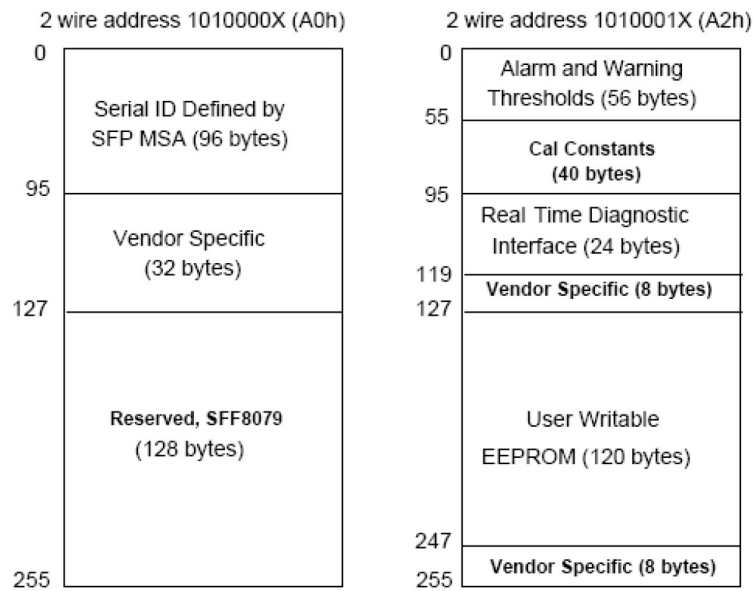 2 wire address 1010000X (A0h)
0
Serial ID Defined by
SFP MSA (96 bytes)
95
Vendor Specific
(32 bytes)
127
Reserved, SFF8079
(128 bytes)
255
2 wire address 1010001X (A2h)
0
Alarm and Warning
Thresholds (56 bytes)
55
Cal Constants
(40 bytes)
95
Real Time Diagnostic
Interface (24 bytes)
119
Vendor Specific (8 bytes)
127
User Writable
EEPROM (120 bytes)
247
Vendor Specific (8 bytes)
255